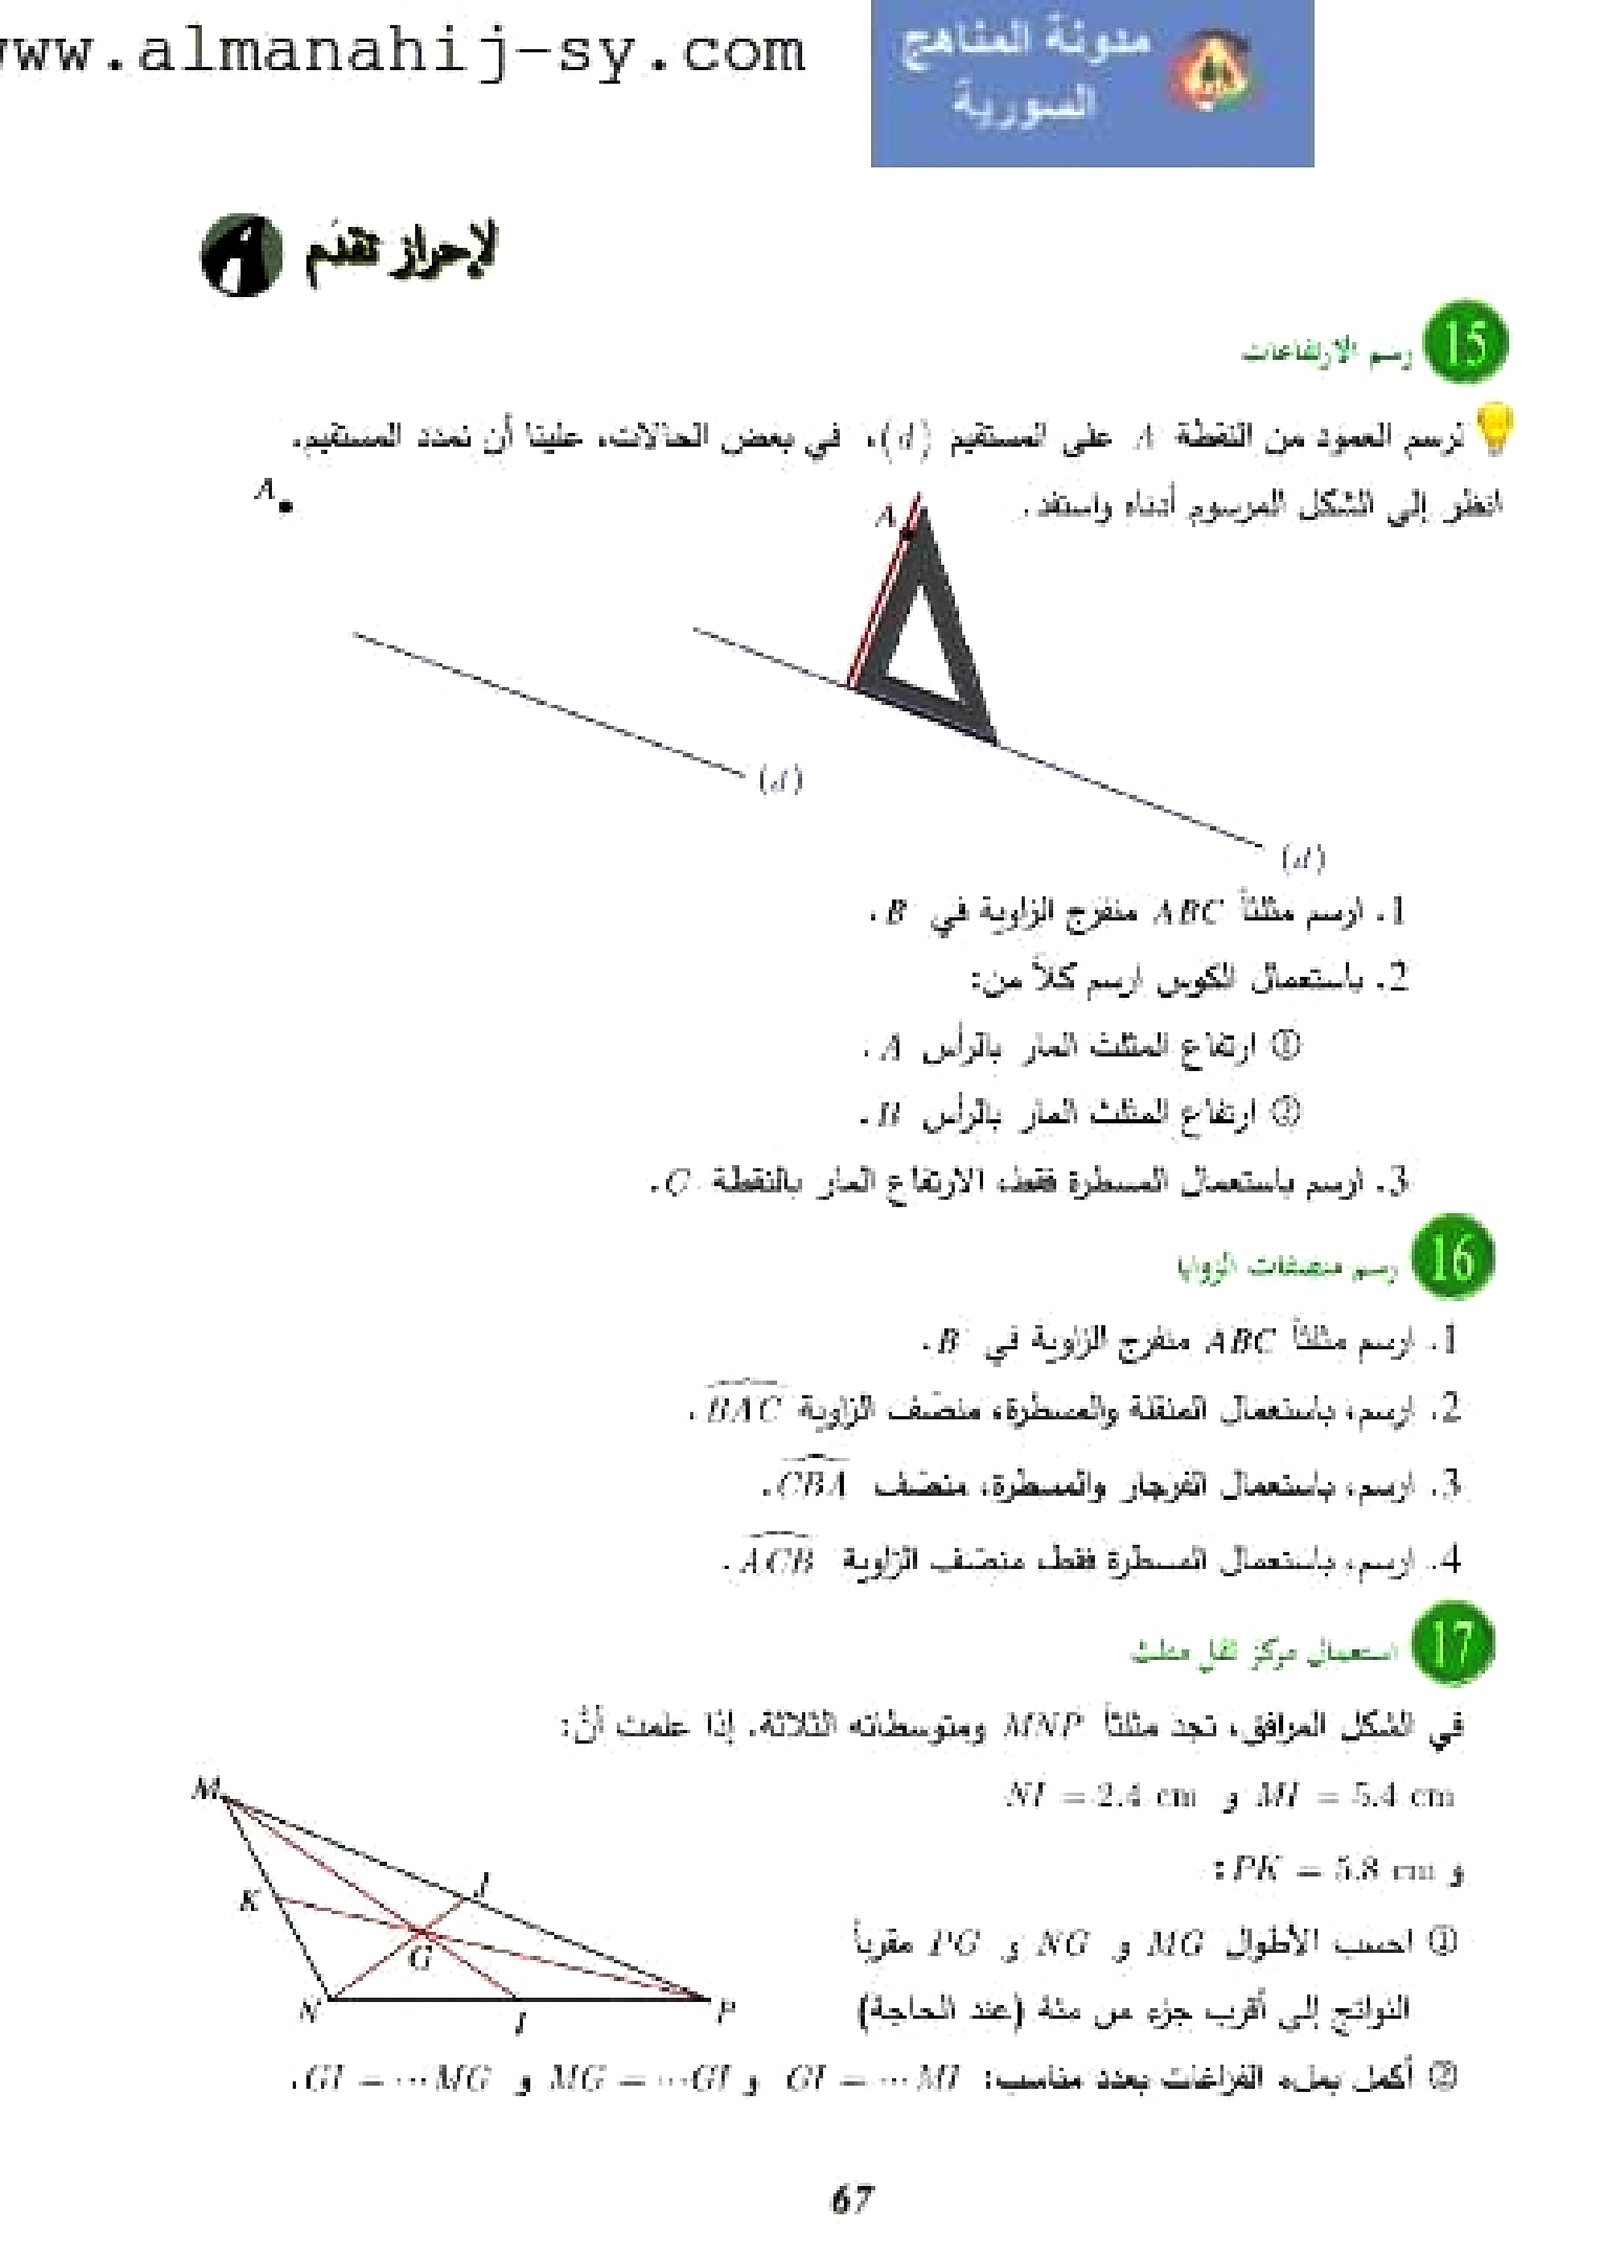 www.almanahij-sy.com
مدونة المناهج
السورية
لإحراز تقدّم
15 رسم الارتفاعات
نرسم العمود من النقطة A على المستقيم (d)، في بعض الحالات، علينا أن نمدد المستقيم.
انظر إلى الشكل المرسوم أدناه واستفد.
A
A
(d)
(d)
1. ارسم مثلثاً ABC منفرج الزاوية في B.
2. باستعمال الكوس ارسم كلاً من:
① ارتفاع المثلث المار بالرأس A.
② ارتفاع المثلث المار بالرأس B.
3. ارسم باستعمال المسطرة فقط، الارتفاع المار بالنقطة C.
16 رسم منصفات الزوايا
1. ارسم مثلثاً ABC منفرج الزاوية في B.
2. ارسم، باستعمال المنقلة والمسطرة، منصّف الزاوية \widehat{BAC}.
3. ارسم، باستعمال الفرجار والمسطرة، منصّف \widehat{CBA}.
4. ارسم، باستعمال المسطرة فقط، منصّف الزاوية \widehat{ACB}.
17 استعمال مركز ثقل مثلث
في الشكل المرافق، تجد مثلثاً MNP ومتوسطاته الثلاثة. إذا علمت أنّ:
MI = 5.4 cm و NJ = 2.4 cm
و PK = 5.8 cm:
① احسب الأطوال MG و NG و PG مقرباً
النواتج إلى أقرب جزء من مئة (عند الحاجة)
② أكمل بملء الفراغات بعدد مناسب: GI = ··· MI و MG = ···GI و GI = ···MG.
M
J
K
G
N
I
P
67